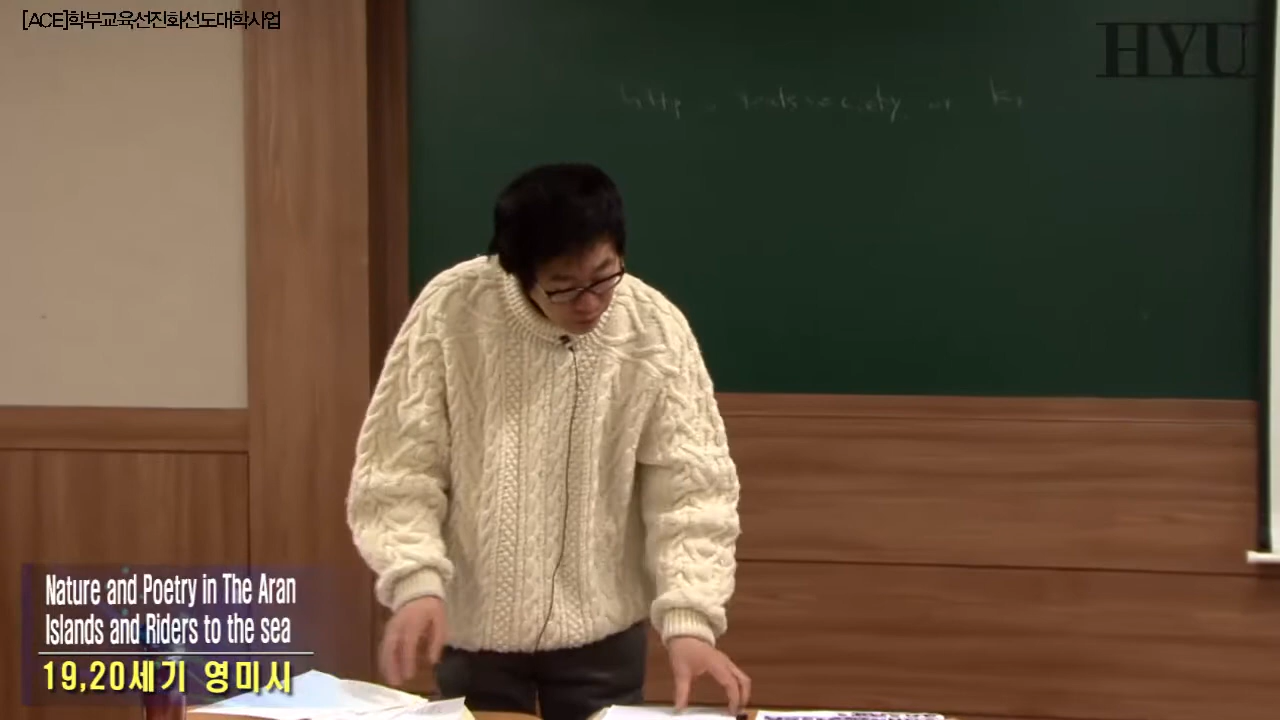 [ACE]학부교육선진화선도대학사업
HYU
http
Nature and Poetry in The Aran
Islands and Riders to the sea
19,20세기 영미시